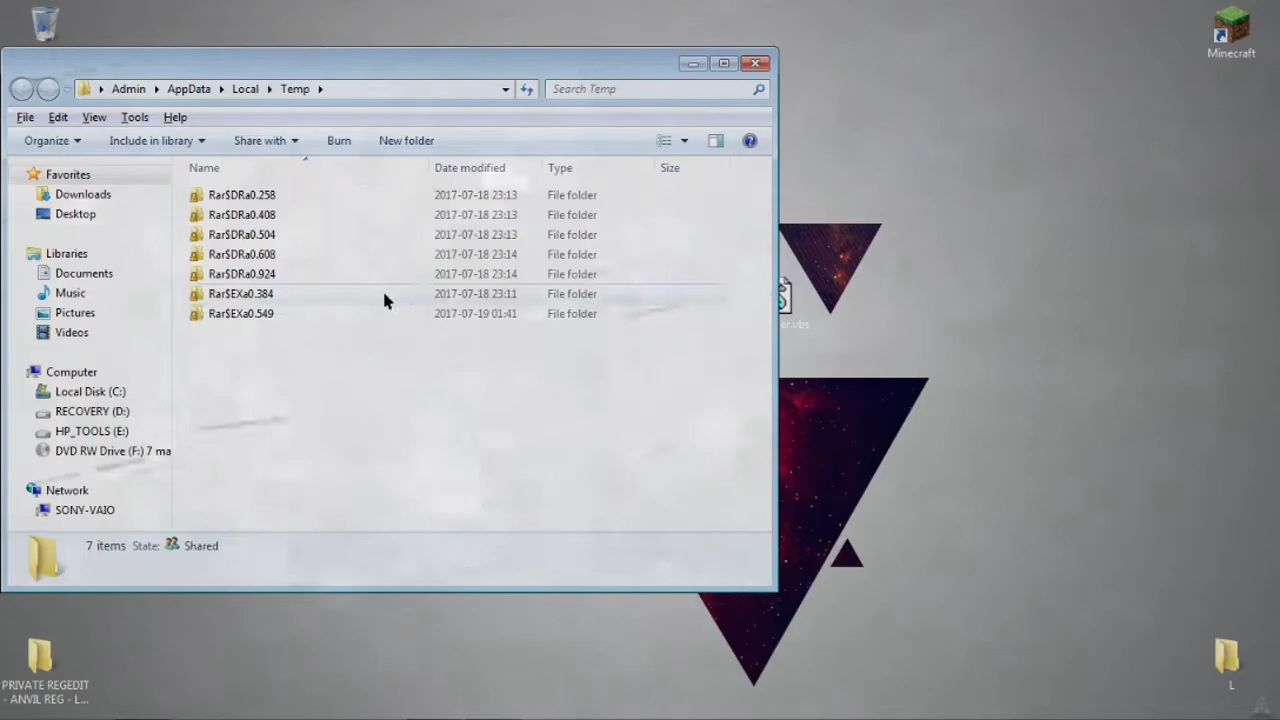 Minecraft
Admin AppData Local Temp
Search Temp
File Edit View Tools Help
Organize Include in library Share with Burn New folder
Name Date modified Type Size
Favorites
Downloads
Desktop
Libraries
Documents
Music
Pictures
Videos
Computer
Local Disk (C:)
RECOVERY (D:)
HP_TOOLS (E:)
DVD RW Drive (F:) 7 ma
Network
SONY-VAIO
Rar$DRa0.258 2017-07-18 23:13 File folder
Rar$DRa0.408 2017-07-18 23:13 File folder
Rar$DRa0.504 2017-07-18 23:13 File folder
Rar$DRa0.608 2017-07-18 23:14 File folder
Rar$DRa0.924 2017-07-18 23:14 File folder
Rar$EXa0.384 2017-07-18 23:11 File folder
Rar$EXa0.549 2017-07-19 01:41 File folder
7 items State: Shared
er.vbs
PRIVATE REGEDIT
- ANVIL REG - L...
L